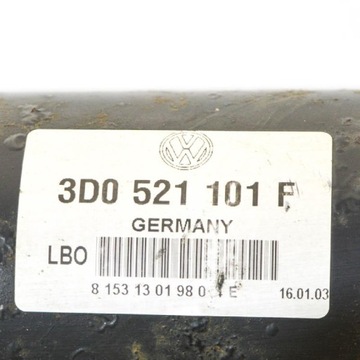 3D0 521 101 F
GERMANY
LBO
8 153 13 01 98 0 E
16.01.03